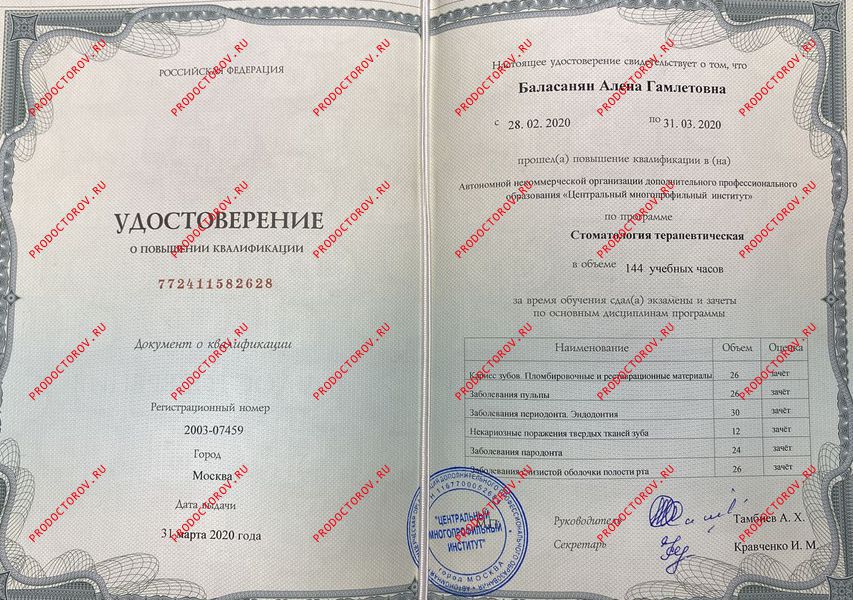 РОССИЙСКАЯ ФЕДЕРАЦИЯ
УДОСТОВЕРЕНИЕ
О ПОВЫШЕНИИ КВАЛИФИКАЦИИ
772411582628
Документ о квалификации
Регистрационный номер
2003-07459
Город
Москва
Дата выдачи
31 марта 2020 года
Настоящее удостоверение свидетельствует о том, что
Баласанян Алена Гамлетовна
с 28. 02. 2020 по 31. 03. 2020
прошел(а) повышение квалификации в (на)
Автономной некоммерческой организации дополнительного профессионального
образования «Центральный многопрофильный институт»
по программе
Стоматология терапевтическая
в объеме 144 учебных часов
за время обучения сдал(а) экзамены и зачеты
по основным дисциплинам программы
Наименование Объем Оценка
Кариес зубов. Пломбировочные и реставрационные материалы 26 зачёт
Заболевания пульпы 26 зачёт
Заболевания периодонта. Эндодонтия 30 зачёт
Некариозные поражения твердых тканей зуба 12 зачёт
Заболевания пародонта 24 зачёт
Заболевания слизистой оболочки полости рта 26 зачёт
Руководитель Тамбиев А. Х.
Секретарь Кравченко И. М.
"ЦЕНТРАЛЬНЫЙ
МНОГОПРОФИЛЬНЫЙ
ИНСТИТУТ"
город МОСКВА
PRODOCTOROV.RU